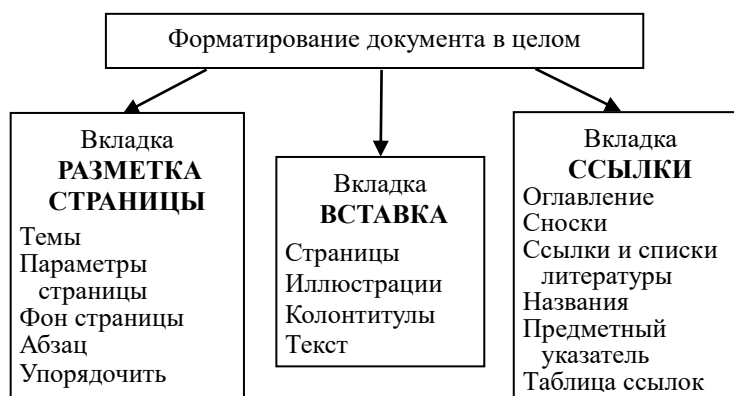 Форматирование документа в целом
Вкладка
РАЗМЕТКА
СТРАНИЦЫ
Темы
Параметры
страницы
Фон страницы
Абзац
Упорядочить
Вкладка
ВСТАВКА
Страницы
Иллюстрации
Колонтитулы
Текст
Вкладка
ССЫЛКИ
Оглавление
Сноски
Ссылки и списки
литературы
Названия
Предметный
указатель
Таблица ссылок